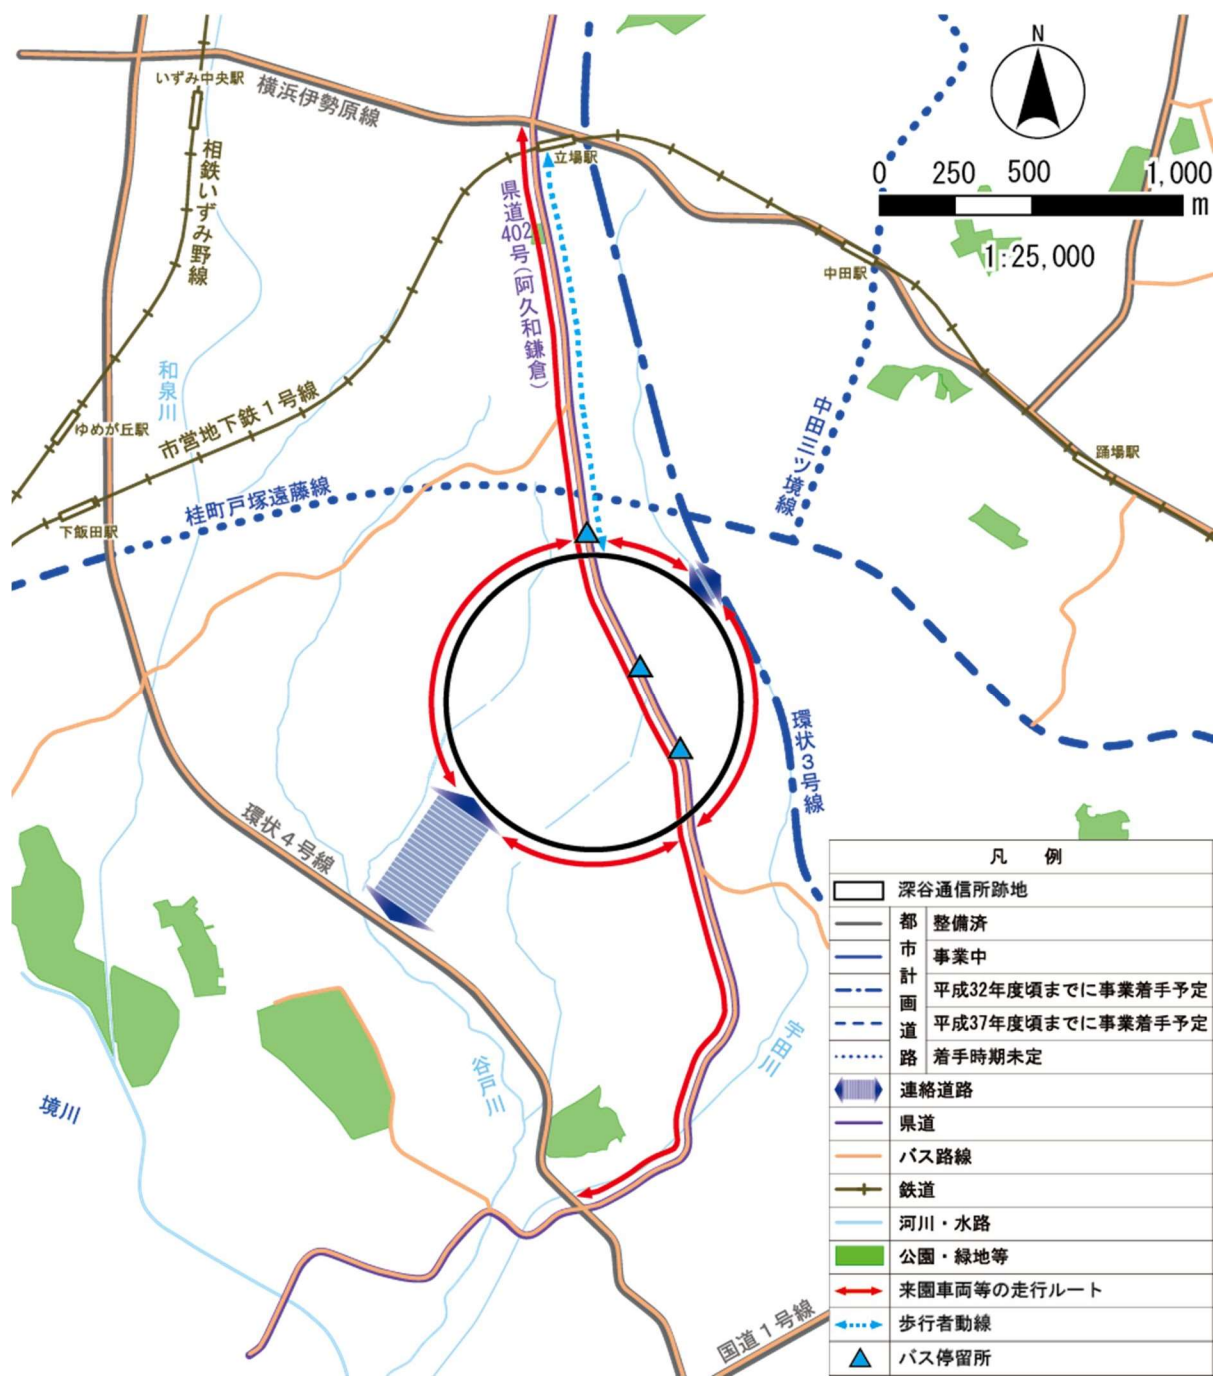 N
0 250 500 1,000
m
1:25,000
いずみ中央駅
横浜伊勢原線
立場駅
相鉄いずみ野線
県道402号(阿久和鎌倉)
中田駅
和泉川
ゆめが丘駅
市営地下鉄1号線
中田三ツ境線
踊場駅
桂町戸塚遠藤線
下飯田駅
環状3号線
環状4号線
宇田川
谷戸川
境川
国道1号線
凡 例
深谷通信所跡地
都市計画道路
整備済
事業中
平成32年度頃までに事業着手予定
平成37年度頃までに事業着手予定
着手時期未定
連絡道路
県道
バス路線
鉄道
河川・水路
公園・緑地等
来園車両等の走行ルート
歩行者動線
バス停留所